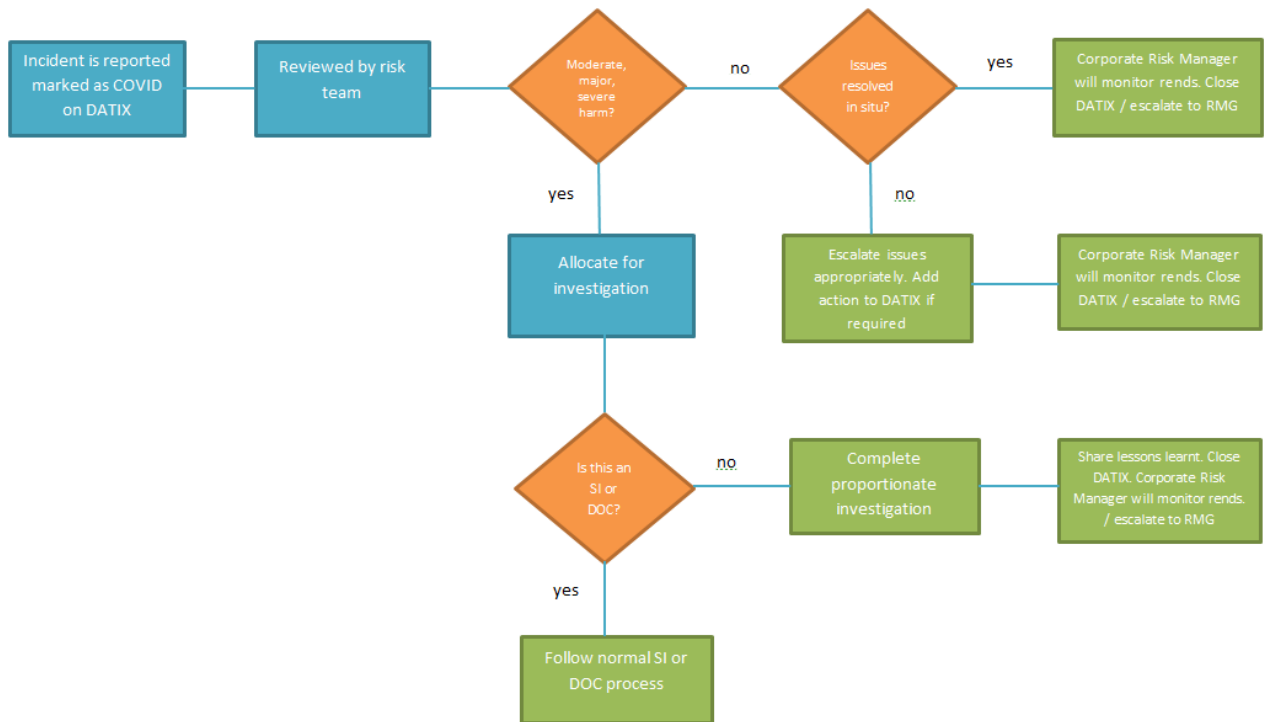 Incident is reported
marked as COVID
on DATIX
Reviewed by risk
team
Moderate,
major,
severe
harm?
no
Issues
resolved
in situ?
yes
Corporate Risk Manager
will monitor rends. Close
DATIX / escalate to RMG
yes
no
Allocate for
investigation
Escalate issues
appropriately. Add
action to DATIX if
required
Corporate Risk Manager
will monitor rends. Close
DATIX / escalate to RMG
Is this an
SI or
DOC?
no
Complete
proportionate
investigation
Share lessons learnt. Close
DATIX. Corporate Risk
Manager will monitor rends.
/ escalate to RMG
yes
Follow normal SI or
DOC process